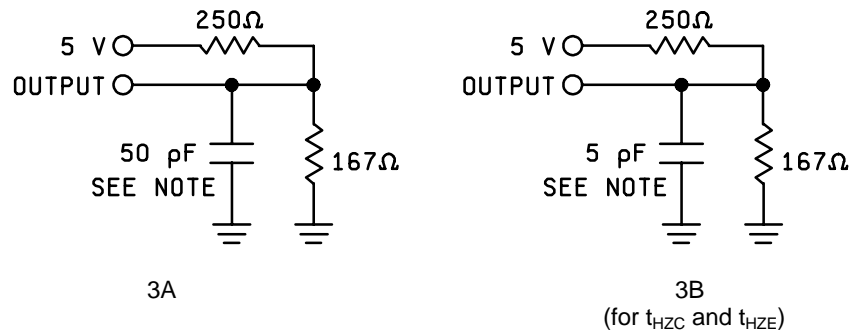 250Ω
5 V
OUTPUT
50 pF
SEE NOTE
167Ω
3A
250Ω
5 V
OUTPUT
5 pF
SEE NOTE
167Ω
3B
(for tHZC and tHZE)